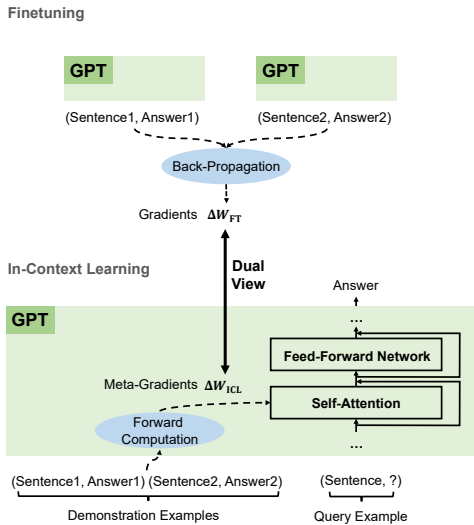 Finetuning
GPT
GPT
(Sentence1, Answer1)
(Sentence2, Answer2)
Back-Propagation
Gradients ΔW_FT
In-Context Learning
Dual
View
Answer
GPT
...
Feed-Forward Network
Meta-Gradients ΔW_ICL
Self-Attention
Forward
Computation
...
(Sentence1, Answer1) (Sentence2, Answer2)
(Sentence, ?)
Demonstration Examples
Query Example